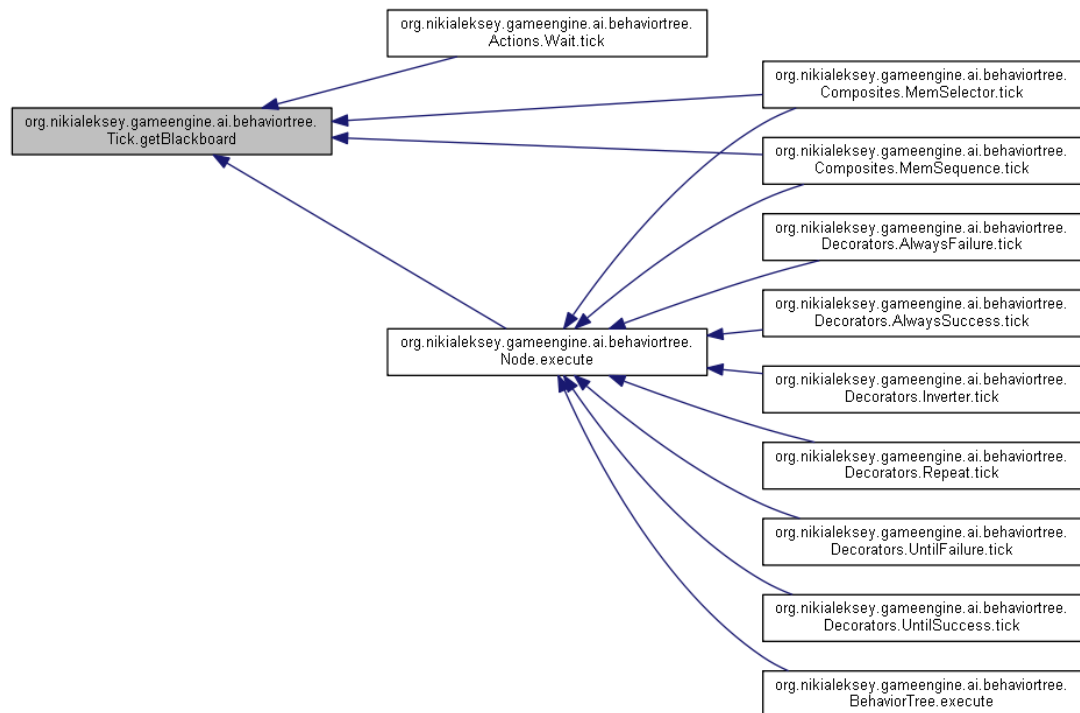 org.nikialeksey.gameengine.ai.behaviortree.
Actions.Wait.tick
org.nikialeksey.gameengine.ai.behaviortree.
Composites.MemSelector.tick
org.nikialeksey.gameengine.ai.behaviortree.
Tick.getBlackboard
org.nikialeksey.gameengine.ai.behaviortree.
Composites.MemSequence.tick
org.nikialeksey.gameengine.ai.behaviortree.
Decorators.AlwaysFailure.tick
org.nikialeksey.gameengine.ai.behaviortree.
Decorators.AlwaysSuccess.tick
org.nikialeksey.gameengine.ai.behaviortree.
Node.execute
org.nikialeksey.gameengine.ai.behaviortree.
Decorators.Inverter.tick
org.nikialeksey.gameengine.ai.behaviortree.
Decorators.Repeat.tick
org.nikialeksey.gameengine.ai.behaviortree.
Decorators.UntilFailure.tick
org.nikialeksey.gameengine.ai.behaviortree.
Decorators.UntilSuccess.tick
org.nikialeksey.gameengine.ai.behaviortree.
BehaviorTree.execute